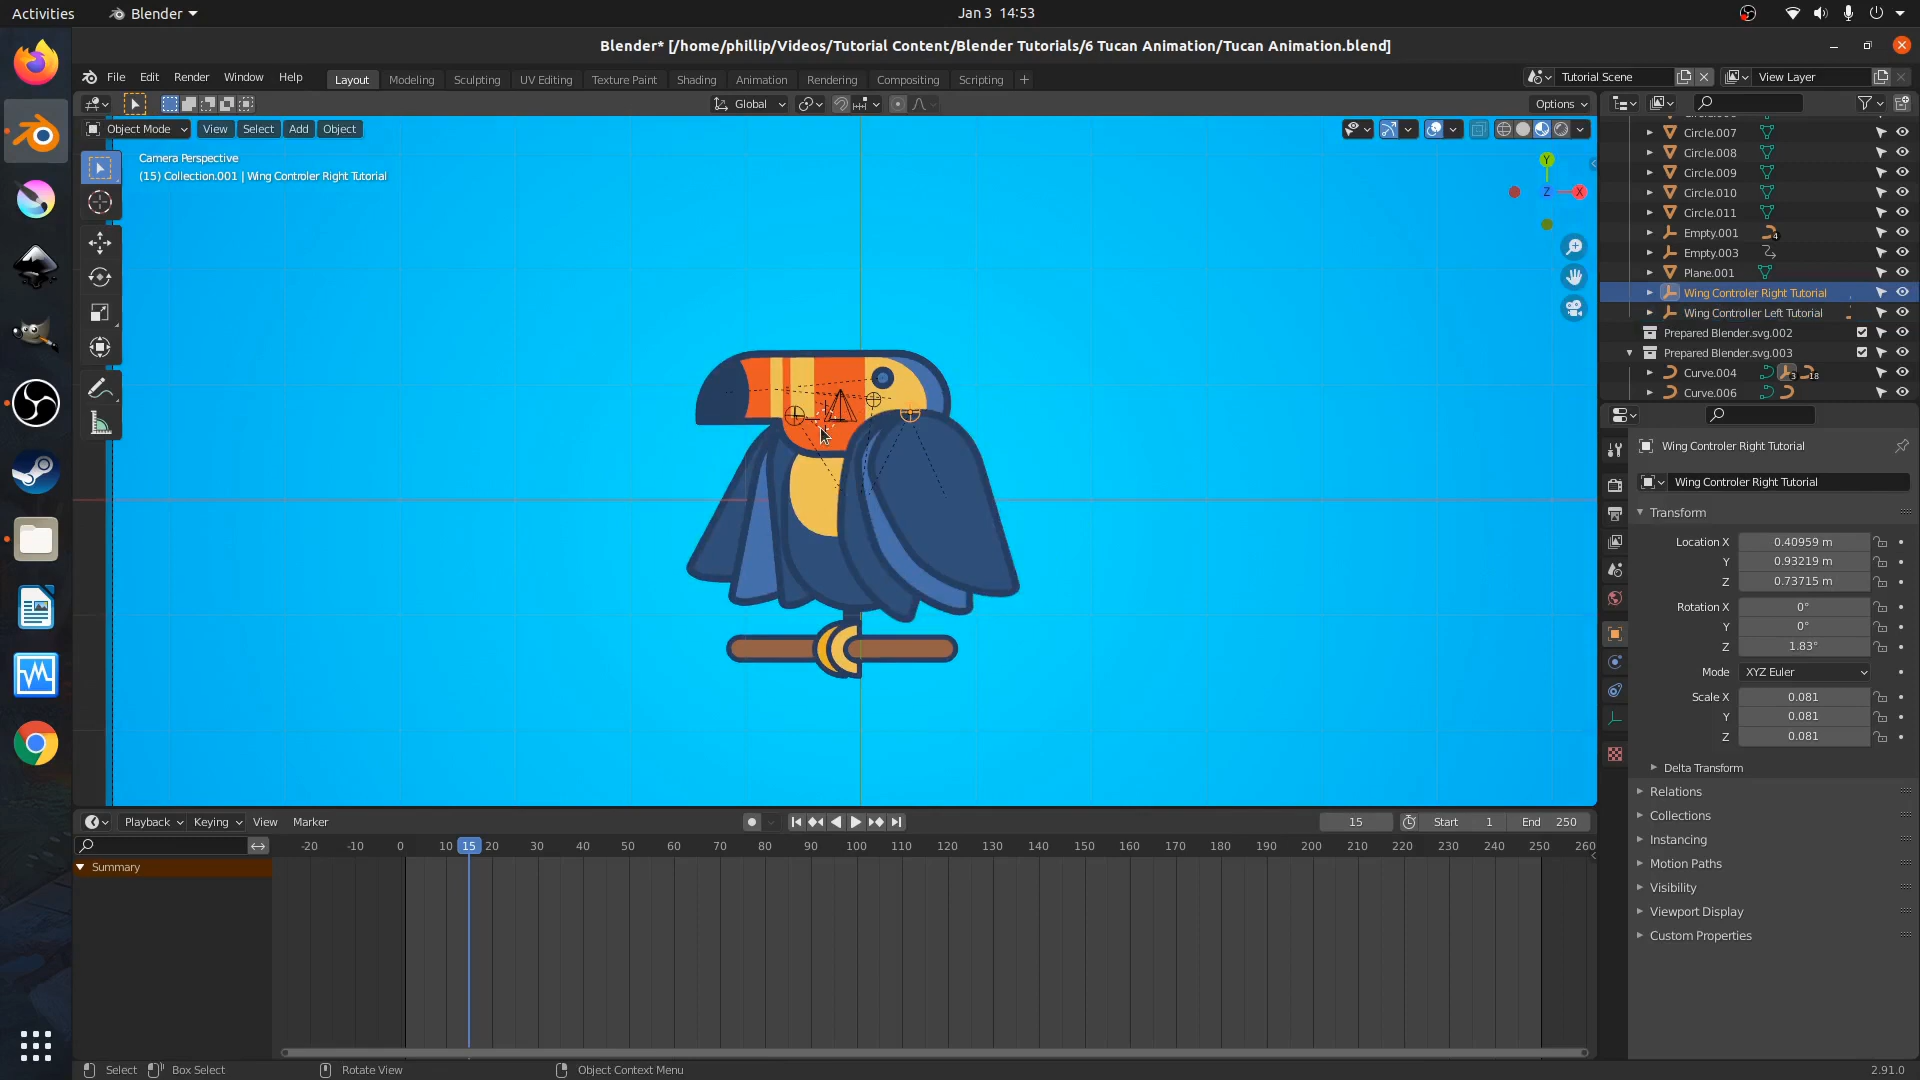 Activities
Blender
Jan 3 14:53
Blender* [/home/phillip/Videos/Tutorial Content/Blender Tutorials/6 Tucan Animation/Tucan Animation.blend]
File Edit Render Window Help
Layout Modeling Sculpting UV Editing Texture Paint Shading Animation Rendering Compositing Scripting +
Tutorial Scene
View Layer
Global
Options
Object Mode View Select Add Object
Camera Perspective
(15) Collection.001 | Wing Controler Right Tutorial
Y
Z
X
Circle.007
Circle.008
Circle.009
Circle.010
Circle.011
Empty.001 4
Empty.003
Plane.001
Wing Controler Right Tutorial
Wing Controller Left Tutorial
Prepared Blender.svg.002
Prepared Blender.svg.003
Curve.004 3 18
Curve.006
Wing Controler Right Tutorial
Wing Controler Right Tutorial
Transform
Location X 0.40959 m
Y 0.93219 m
Z 0.73715 m
Rotation X 0°
Y 0°
Z 1.83°
Mode XYZ Euler
Scale X 0.081
Y 0.081
Z 0.081
Delta Transform
Relations
Collections
Instancing
Motion Paths
Visibility
Viewport Display
Custom Properties
Playback Keying View Marker
15 Start 1 End 250
-20 -10 0 10 15 20 30 40 50 60 70 80 90 100 110 120 130 140 150 160 170 180 190 200 210 220 230 240 250 260
Summary
Select Box Select Rotate View Object Context Menu
2.91.0